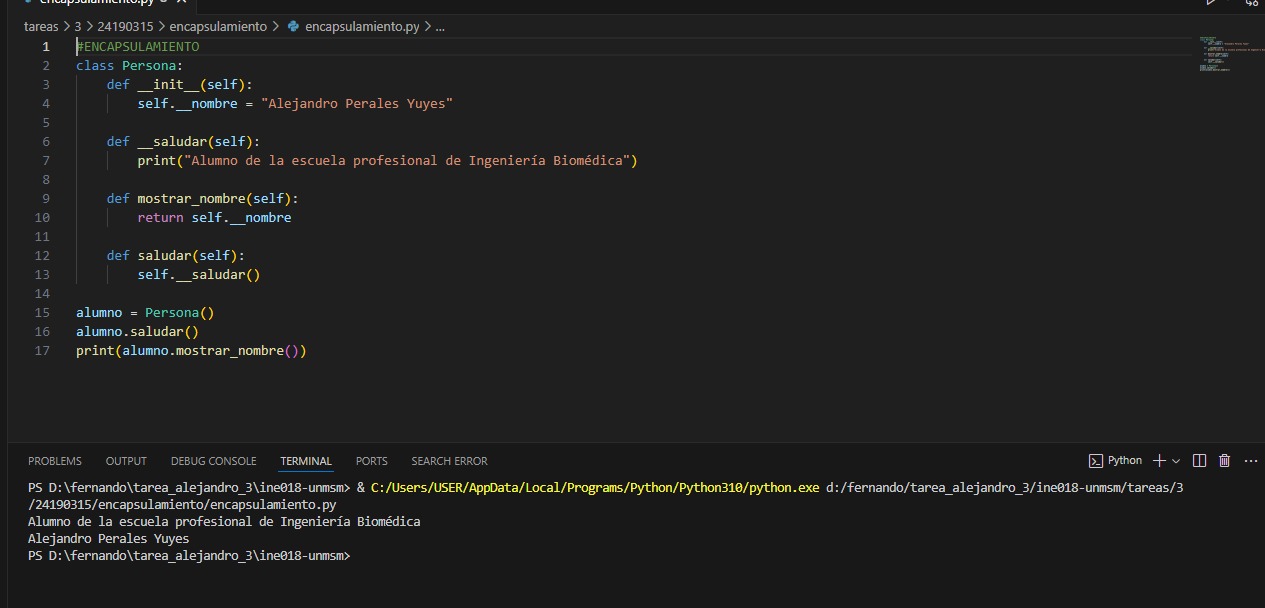 encapsulamiento.py
tareas > 3 > 24190315 > encapsulamiento > encapsulamiento.py > ...
1 #ENCAPSULAMIENTO
2 class Persona:
3     def __init__(self):
4         self.__nombre = "Alejandro Perales Yuyes"
5
6     def __saludar(self):
7         print("Alumno de la escuela profesional de Ingeniería Biomédica")
8
9     def mostrar_nombre(self):
10         return self.__nombre
11
12     def saludar(self):
13         self.__saludar()
14
15 alumno = Persona()
16 alumno.saludar()
17 print(alumno.mostrar_nombre())
PROBLEMS OUTPUT DEBUG CONSOLE TERMINAL PORTS SEARCH ERROR Python
PS D:\fernando\tarea_alejandro_3\ine018-unmsm> & C:/Users/USER/AppData/Local/Programs/Python/Python310/python.exe d:/fernando/tarea_alejandro_3/ine018-unmsm/tareas/3
/24190315/encapsulamiento/encapsulamiento.py
Alumno de la escuela profesional de Ingeniería Biomédica
Alejandro Perales Yuyes
PS D:\fernando\tarea_alejandro_3\ine018-unmsm>